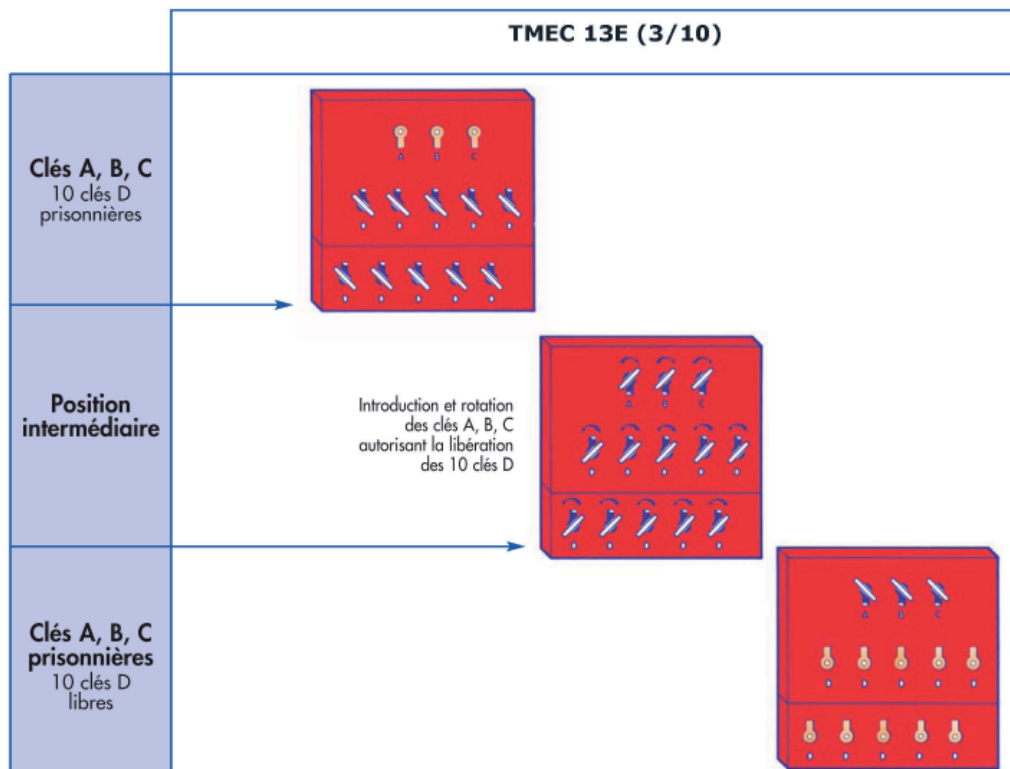 TMEC 13E (3/10)
Clés A, B, C
10 clés D
prisonnières
A B C
D D D D D
D D D D D
Position
intermédiaire
Introduction et rotation
des clés A, B, C
autorisant la libération
des 10 clés D
A B C
D D D D D
D D D D D
Clés A, B, C
prisonnières
10 clés D
libres
A B C
D D D D D
D D D D D